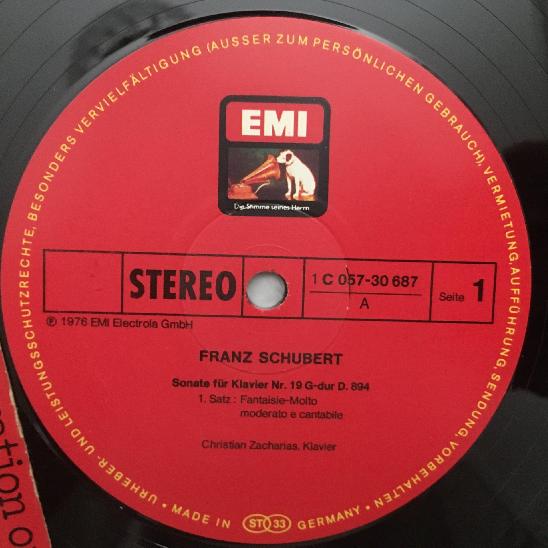 URHEBER- UND LEISTUNGSSCHUTZRECHTE, BESONDERS VERVIELFÄLTIGUNG (AUSSER ZUM PERSÖNLICHEN GEBRAUCH), VERMIETUNG, AUFFÜHRUNG, SENDUNG, VORBEHALTEN
EMI
Die Stimme seines Herrn
STEREO
1 C 057-30 687
A
Seite 1
℗ 1976 EMI Electrola GmbH
FRANZ SCHUBERT
Sonate für Klavier Nr. 19 G-dur D. 894
1. Satz: Fantaisie-Molto
moderato e cantabile
Christian Zacharias, Klavier
• MADE IN ST 33 GERMANY •